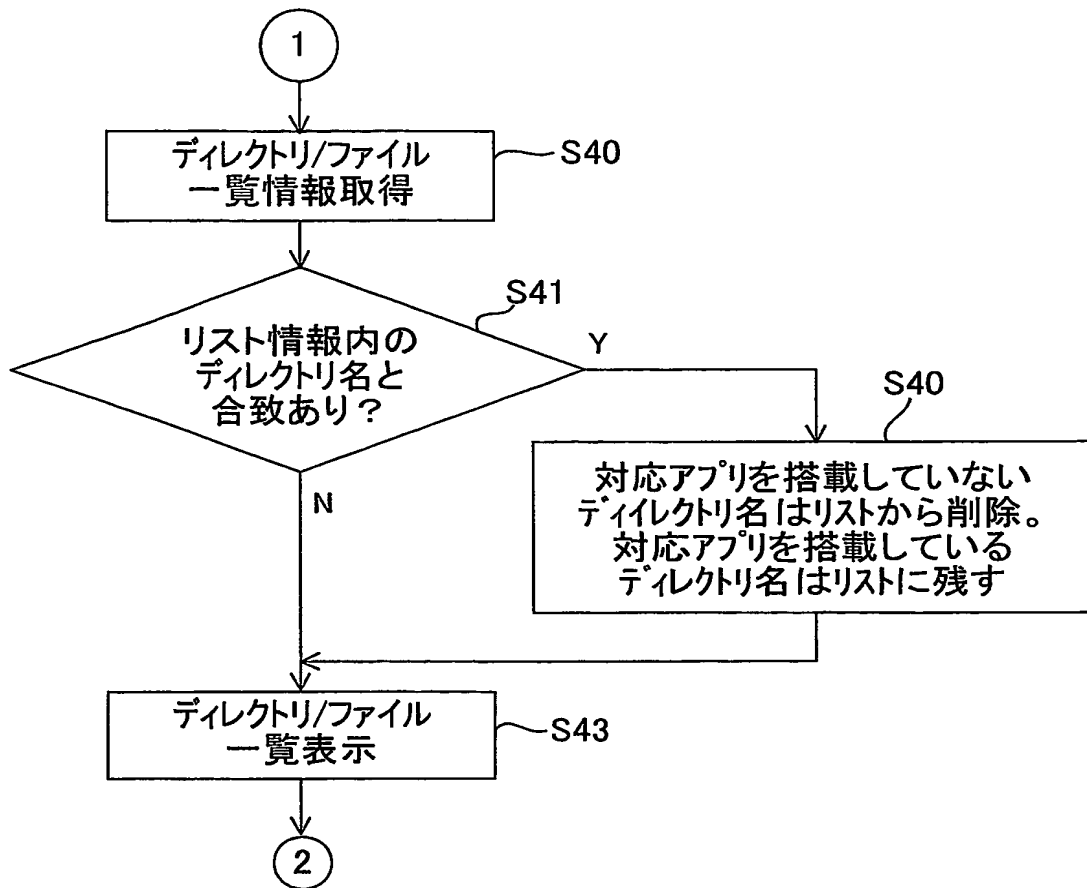 1
ディレクトリ/ファイル
一覧情報取得
S40
S41
リスト情報内の
ディレクトリ名と
合致あり？
Y
N
S40
対応アプリを搭載していない
ディイレクトリ名はリストから削除。
対応アプリを搭載している
ディレクトリ名はリストに残す
ディレクトリ/ファイル
一覧表示
S43
2